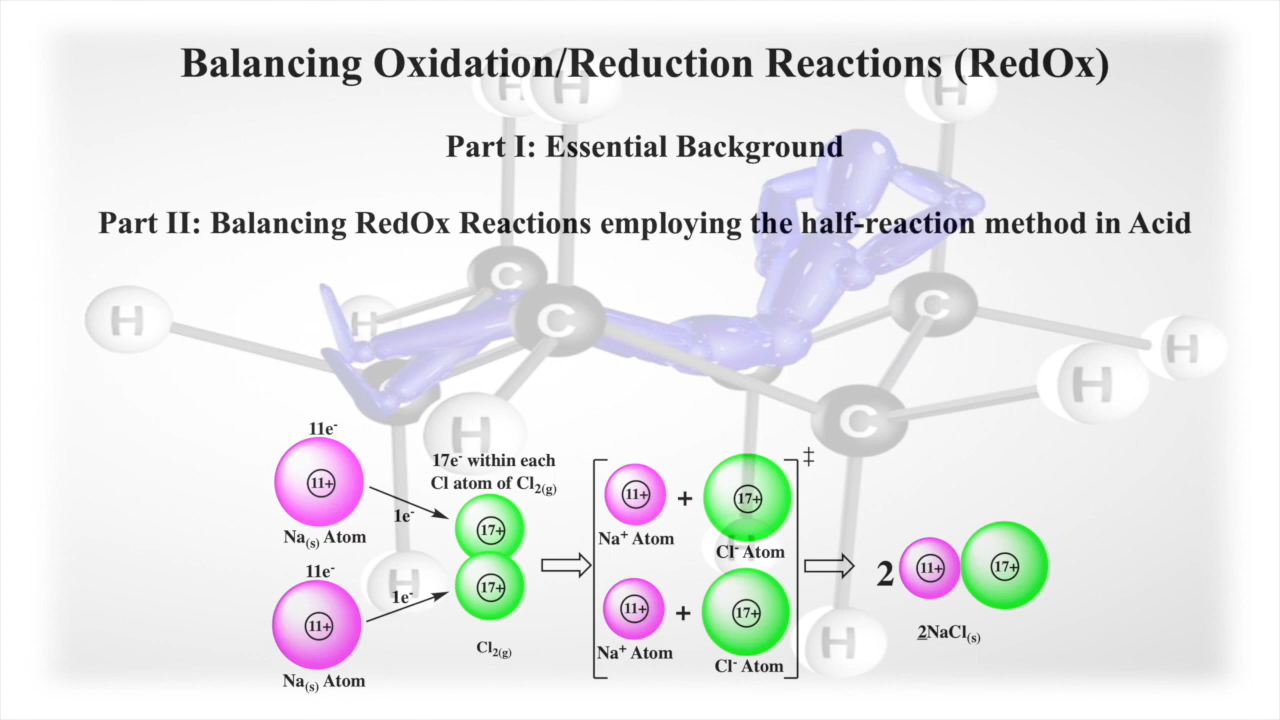 Balancing Oxidation/Reduction Reactions (RedOx)
Part I: Essential Background
Part II: Balancing RedOx Reactions employing the half-reaction method in Acid
H H H
C
H H C C H
H
H C
11e⁻
17e⁻ within each
Cl atom of Cl₂(g)
‡
11+
1e⁻
17+
11+ + 17+
Na(s) Atom
Na⁺ Atom
Cl⁻ Atom
H
11e⁻
H
1e⁻
17+
2 11+ 17+
11+
11+ + 17+
Cl₂(g)
Na⁺ Atom
Cl⁻ Atom
2NaCl(s)
H
Na(s) Atom